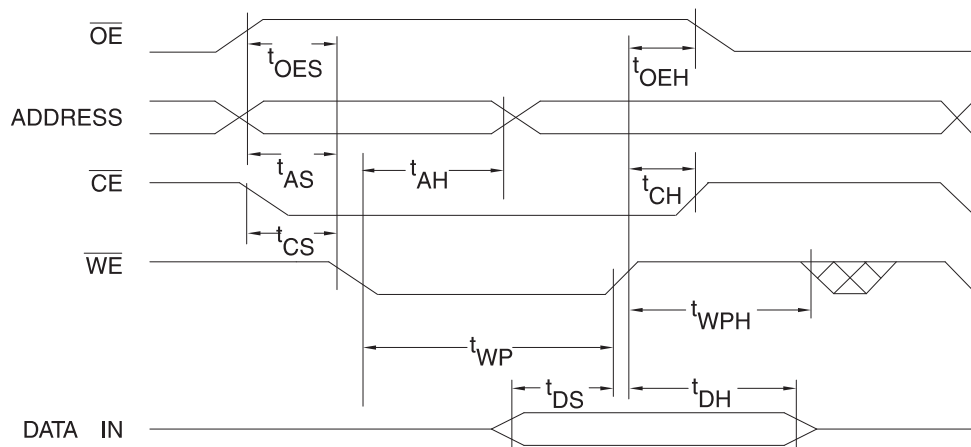 OE
tOES
tOEH
ADDRESS
tAS
tAH
tCH
CE
tCS
WE
tWPH
tWP
tDS
tDH
DATA IN